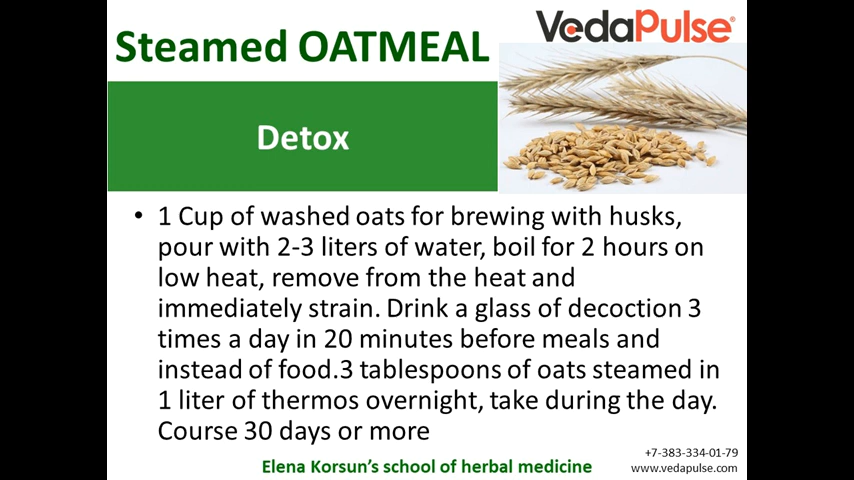 Steamed OATMEAL
VedaPulse®
Detox
• 1 Cup of washed oats for brewing with husks,
pour with 2-3 liters of water, boil for 2 hours on
low heat, remove from the heat and
immediately strain. Drink a glass of decoction 3
times a day in 20 minutes before meals and
instead of food.3 tablespoons of oats steamed in
1 liter of thermos overnight, take during the day.
Course 30 days or more
Elena Korsun’s school of herbal medicine
+7-383-334-01-79
www.vedapulse.com